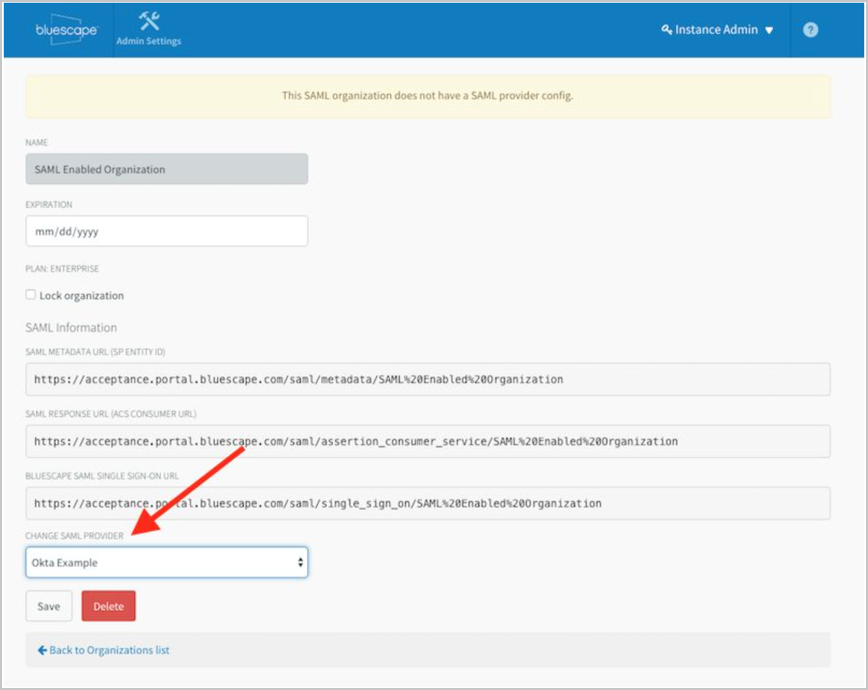 bluescape
Admin Settings
Instance Admin
?
This SAML organization does not have a SAML provider config.
NAME
SAML Enabled Organization
EXPIRATION
mm/dd/yyyy
PLAN: ENTERPRISE
Lock organization
SAML Information
SAML METADATA URL (SP ENTITY ID)
https://acceptance.portal.bluescape.com/saml/metadata/SAML%20Enabled%20Organization
SAML RESPONSE URL (ACS CONSUMER URL)
https://acceptance.portal.bluescape.com/saml/assertion_consumer_service/SAML%20Enabled%20Organization
BLUESCAPE SAML SINGLE SIGN-ON URL
https://acceptance.portal.bluescape.com/saml/single_sign_on/SAML%20Enabled%20Organization
CHANGE SAML PROVIDER
Okta Example
Save
Delete
Back to Organizations list